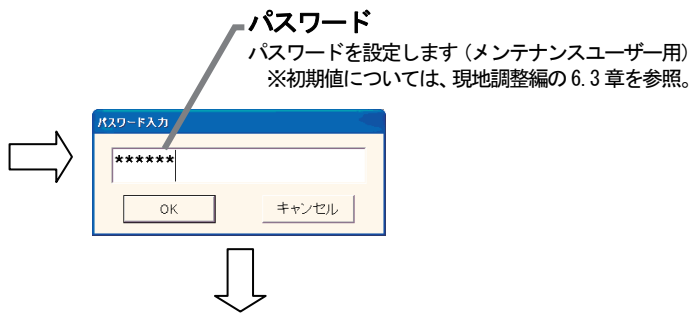 パスワード
パスワードを設定します（メンテナンスユーザー用）
※初期値については、現地調整編の 6.3 章を参照。
パスワード入力
******
OK
キャンセル